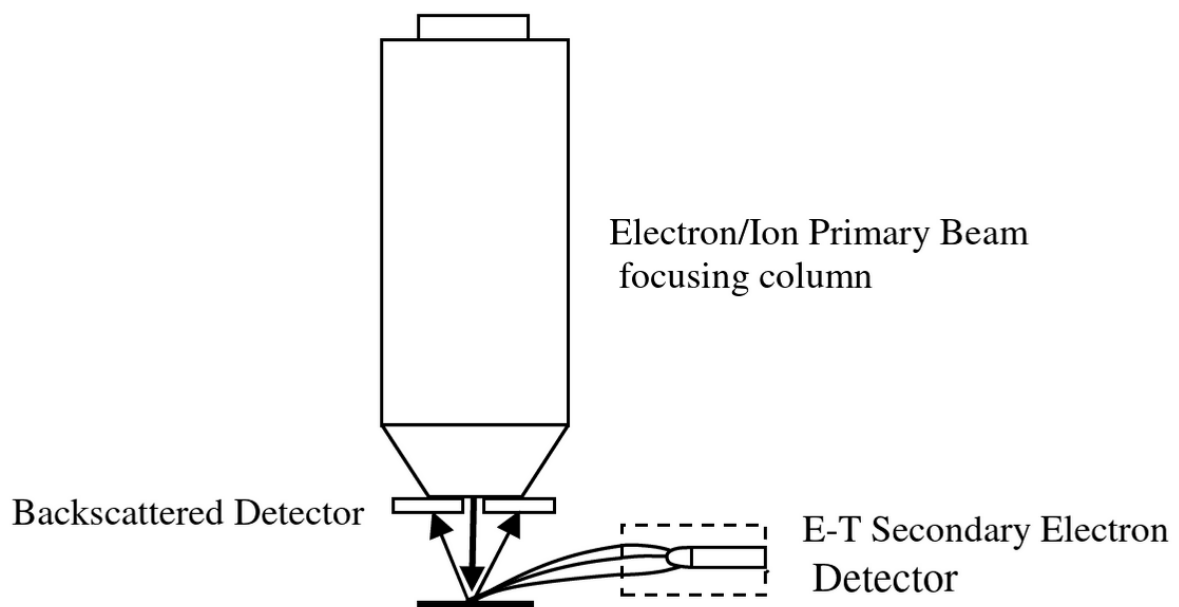 Electron/Ion Primary Beam
focusing column
Backscattered Detector
E-T Secondary Electron
Detector